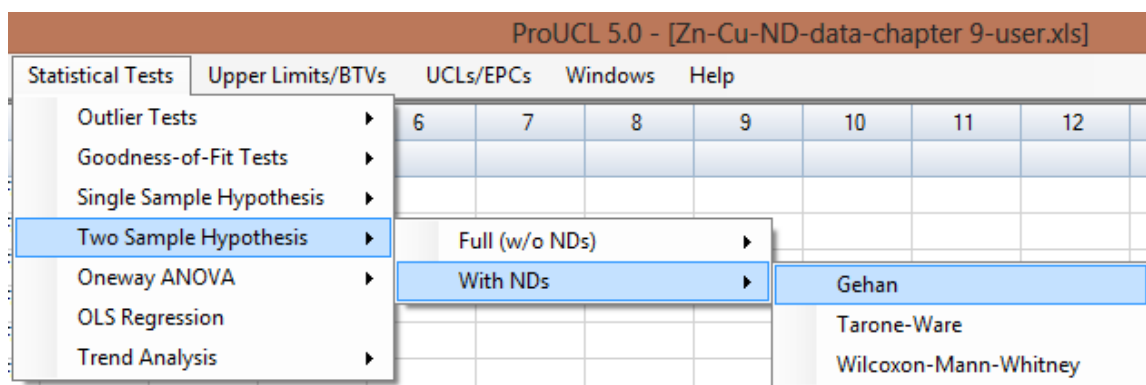 ProUCL 5.0 - [Zn-Cu-ND-data-chapter 9-user.xls]
Statistical Tests Upper Limits/BTVs UCLs/EPCs Windows Help
Outlier Tests 6 7 8 9 10 11 12
Goodness-of-Fit Tests
Single Sample Hypothesis
Two Sample Hypothesis Full (w/o NDs)
Oneway ANOVA With NDs Gehan
OLS Regression Tarone-Ware
Trend Analysis Wilcoxon-Mann-Whitney